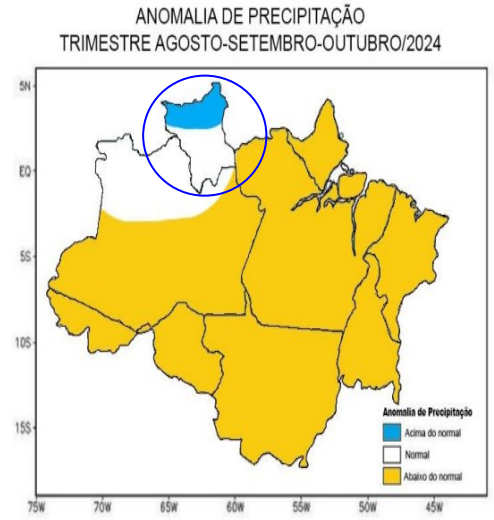 ANOMALIA DE PRECIPITAÇÃO
TRIMESTRE AGOSTO-SETEMBRO-OUTUBRO/2024
5N
EQ
5S
10S
15S
Anomalia de Precipitação
Acima do normal
Normal
Abaixo do normal
75W 70W 65W 60W 55W 50W 45W